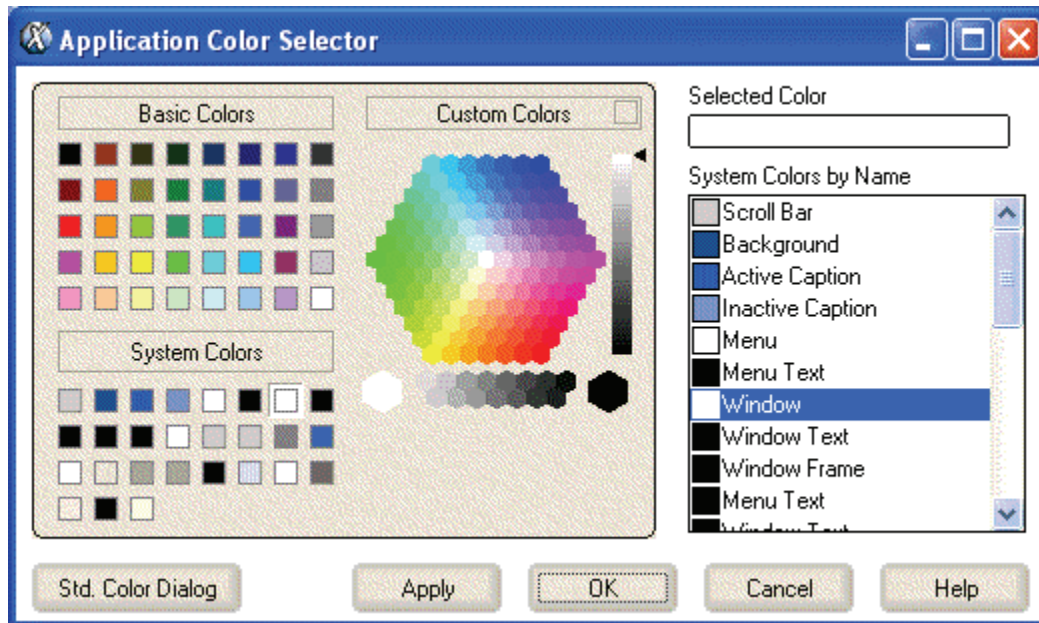 Application Color Selector
Basic Colors
Custom Colors
System Colors
Selected Color
System Colors by Name
Scroll Bar
Background
Active Caption
Inactive Caption
Menu
Menu Text
Window
Window Text
Window Frame
Menu Text
Window Text
Std. Color Dialog
Apply
OK
Cancel
Help